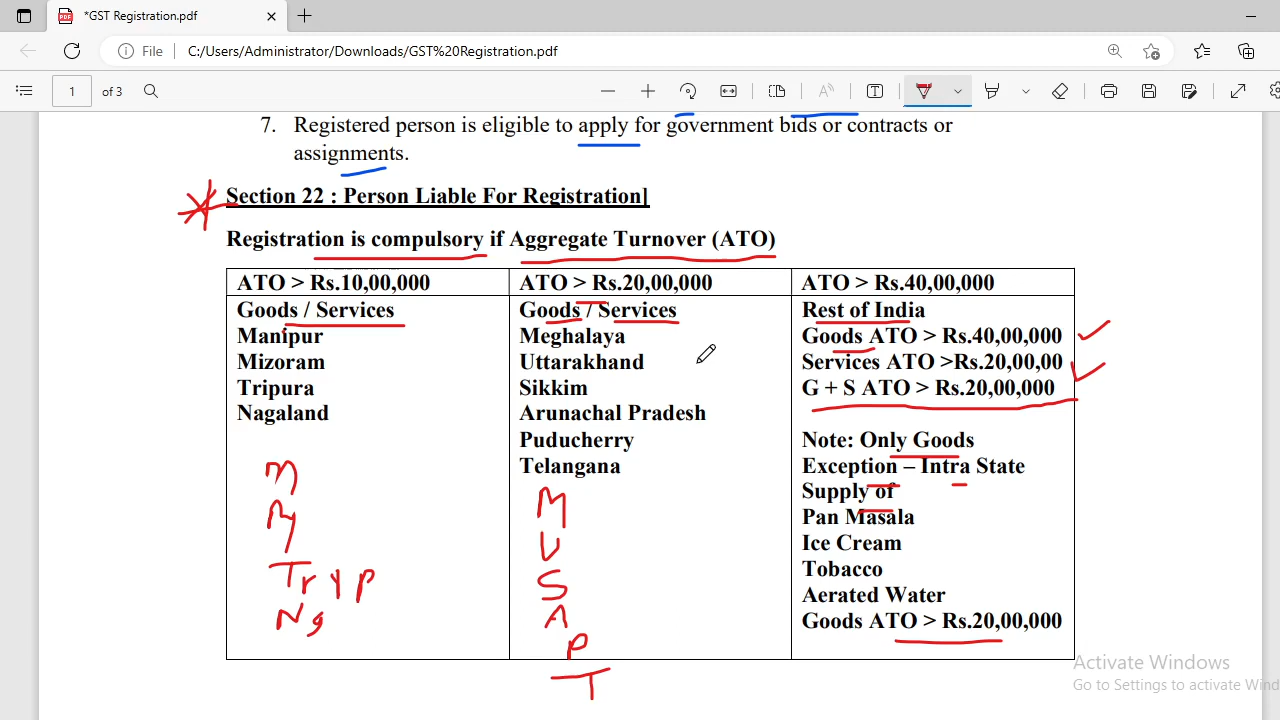 *GST Registration.pdf
File C:/Users/Administrator/Downloads/GST%20Registration.pdf
1 of 3
7. Registered person is eligible to apply for government bids or contracts or
assignments.
Section 22 : Person Liable For Registration
Registration is compulsory if Aggregate Turnover (ATO)
ATO > Rs.10,00,000
Goods / Services
Manipur
Mizoram
Tripura
Nagaland
M
M
Tryp
Ng
ATO > Rs.20,00,000
Goods / Services
Meghalaya
Uttarakhand
Sikkim
Arunachal Pradesh
Puducherry
Telangana
M
U
S
A
P
T
ATO > Rs.40,00,000
Rest of India
Goods ATO > Rs.40,00,000
Services ATO >Rs.20,00,00
G + S ATO > Rs.20,00,000
Note: Only Goods
Exception – Intra State
Supply of
Pan Masala
Ice Cream
Tobacco
Aerated Water
Goods ATO > Rs.20,00,000
Activate Windows
Go to Settings to activate Wind